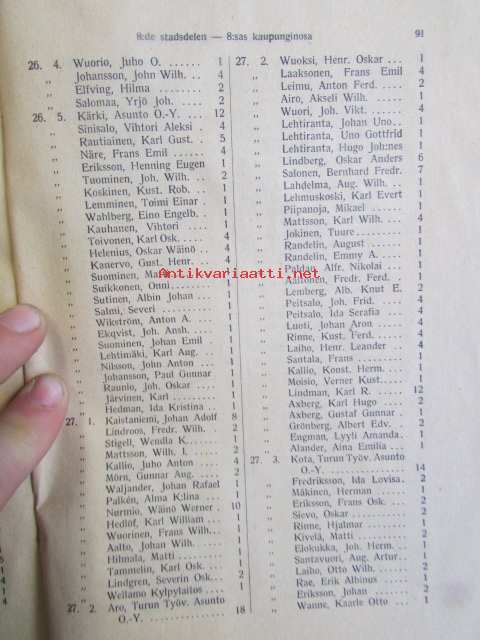 8:de stadsdelen — 8:sas kaupunginosa 91
26. 4. Wuorio, Juho O. ...... 1
„ Johansson, John Wilh. .. 4
„ Elfving, Hilma ........ 2
„ Salomaa, Yrjö Joh. ..... 2
26. 5. Kärki, Asunto O.-Y. .... 12
„ Sinisalo, Vihtori Aleksi . 4
„ Rautiainen, Karl Gust. . 5
„ Näre, Frans Emil ...... 4
„ Eriksson, Henning Eugen 1
„ Tuominen, Joh. Wilh. .. 2
„ Koskinen, Kust. Rob. .. 1
„ Lemminen, Toimi Einar . 1
„ Wahlberg, Eino Engelb. . 1
„ Kauhanen, Vihtori .... 1
„ Toivonen, Karl Osk. .... 4
„ Helenius, Oskar Wäinö .. 4
„ Kanervo, Gust. Henr. .. 4
„ Suominen,
„ Suikkonen, Onni
„ Sutinen, Albin Johan ... 1
„ Salmi, Severi ........ 1
„ Wikström, Anton A. .... 1
„ Ekqvist, Joh. Ansh. .... 1
„ Suominen, Johan Emil .. 1
„ Lehtimäki, Karl Aug. .. 1
„ Nilsson, John Anton .... 1
„ Johansson, Paul Gunnar 1
„ Raunio, Joh. Oskar .... 1
„ Järvinen, Karl ........ 1
„ Hedman, Ida Kristina .. 1
27. 1. Kaistaniemi, Johan Adolf 8
„ Lindroos, Fredr. Wilh. . 2
„ Stigell, Wendla K. ...... 1
„ Mattsson, Wilh. I. ...... 2
„ Kallio, Juho Anton .... 4
„ Mörn, Gunnar Aug. .... 2
„ Waljander, Johan Rafael 1
„ Palkén, Alma K:lina ... 1
„ Nurmio, Wäinö Werner . 10
„ Hedlöf, Karl William ... 1
„ Wuorinen, Frans Wilh... 1
„ Aalto, Johan Wilh. .... 1
„ Hinnala, Matti ........ 1
„ Tammelin, Karl Osk. ... 1
„ Lindgren, Severin Osk... 2
„ Weilamo Kylpylaitos ... 1
27. 2. Aro, Turun Työv. Asunto
O.-Y. .......... 18
27. 2. Wuoksi, Henr. Oskar ... 1
„ Laaksonen, Frans Emil 4
„ Leimu, Anton Ferd. .... 2
„ Airo, Akseli Wilh. ..... 1
„ Wuori, Joh. Vikt. ...... 4
„ Lehtiranta, Johan Uno.. 1
„ Lehtiranta, Uno Gottfrid 1
„ Lehtiranta, Hugo Joh:nes 1
„ Lindberg, Oskar Anders 6
„ Salonen, Bernhard Fredr. 7
„ Lahdelma, Aug. Wilh. .. 1
„ Lehmuskoski, Karl Evert 1
„ Piipanoja, Mikael ...... 1
„ Mattsson, Karl Wilh. ... 4
„ Jokinen, Tuure ........ 1
„ Randelin, August ...... 1
„ Randelin, Emmy A. .... 1
„ Paldan, Alfr. Nikolai ... 1
„ Aaltonen, Fredr. Ferd. . 1
„ Lemberg, Alb. Knut E. 2
„ Peitsalo, Joh. Frid. .... 4
„ Peitsalo, Ida Serafia ... 4
„ Luoti, Johan Aron ..... 4
„ Rinne, Kust. Ferd. .... 4
„ Laiho, Henr. Leander .. 4
„ Santala, Frans ........ 1
„ Kallio, Konst. Herm. ... 1
„ Moisio, Verner Kust.... 1
„ Lindman, Karl R. ..... 12
„ Axberg, Karl Hugo .... 2
„ Axberg, Gustaf Gunnar . 1
„ Grönberg, Albert Edv. .. 2
„ Engman, Lyyli Amanda.. 1
„ Alander, Aina Emilia ... 1
27. 3. Kota, Turun Työv. Asunto
O.-Y. ............ 14
„ Fredriksson, Ida Lovisa. 2
„ Mäkinen, Herman ..... 1
„ Eriksson, Frans Osk. ... 2
„ Sievo, Oskar ......... 2
„ Rinne, Hjalmar ....... 1
„ Kivelä, Matti ........ 2
„ Elokukka, Joh. Herm. .. 1
„ Santavuori, Aug. Artur.. 1
„ Laiho, Otto Wilh. ..... 2
„ Rae, Erik Albinus ..... 1
„ Eriksson, Johan ...... 2
„ Wanne, Kaarle Otto ... 1
Antikvariaatti.net